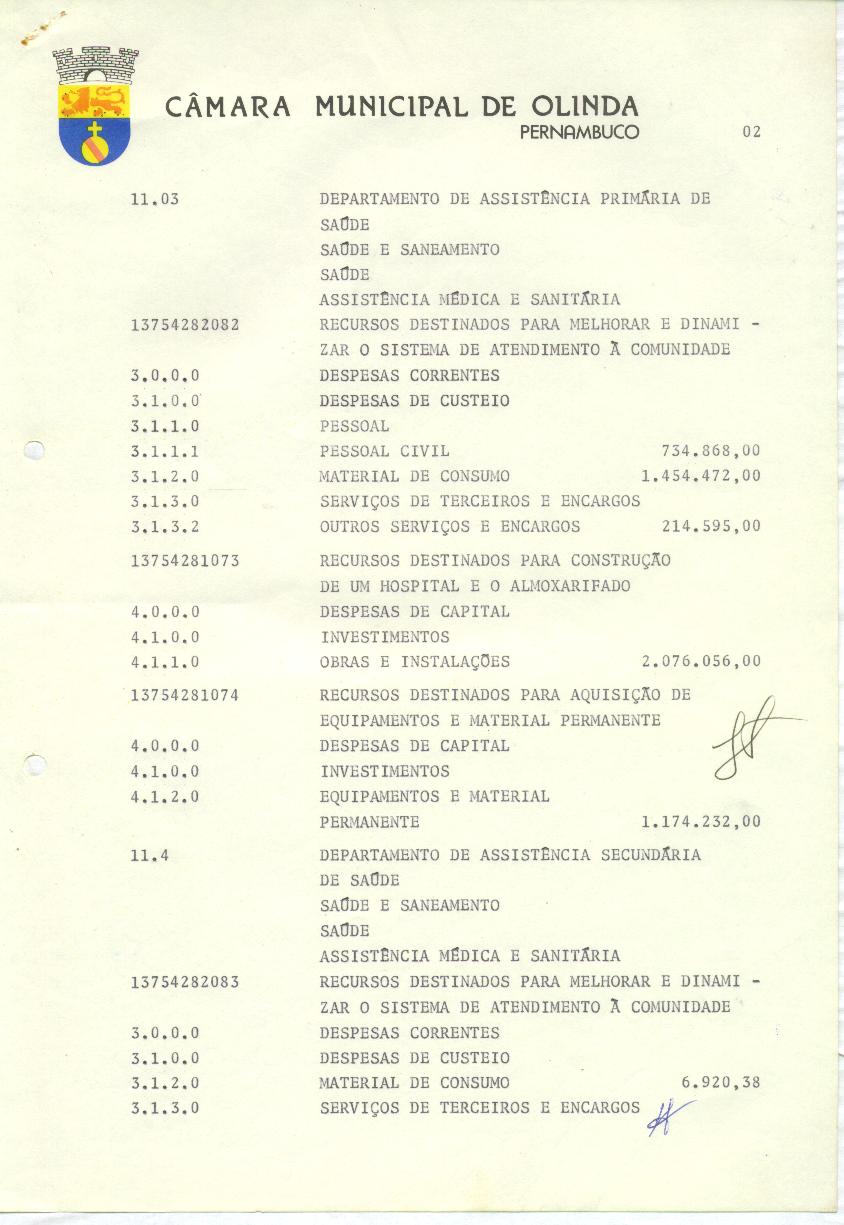 CÂMARA MUNICIPAL DE OLINDA
PERNAMBUCO
02
11.03 DEPARTAMENTO DE ASSISTÊNCIA PRIMÁRIA DE
SAÚDE
SAÚDE E SANEAMENTO
SAÚDE
ASSISTÊNCIA MÉDICA E SANITÁRIA
13754282082 RECURSOS DESTINADOS PARA MELHORAR E DINAMI -
ZAR O SISTEMA DE ATENDIMENTO À COMUNIDADE
3.0.0.0 DESPESAS CORRENTES
3.1.0.0 DESPESAS DE CUSTEIO
3.1.1.0 PESSOAL
3.1.1.1 PESSOAL CIVIL 734.868,00
3.1.2.0 MATERIAL DE CONSUMO 1.454.472,00
3.1.3.0 SERVIÇOS DE TERCEIROS E ENCARGOS
3.1.3.2 OUTROS SERVIÇOS E ENCARGOS 214.595,00
13754281073 RECURSOS DESTINADOS PARA CONSTRUÇÃO
DE UM HOSPITAL E O ALMOXARIFADO
4.0.0.0 DESPESAS DE CAPITAL
4.1.0.0 INVESTIMENTOS
4.1.1.0 OBRAS E INSTALAÇÕES 2.076.056,00
13754281074 RECURSOS DESTINADOS PARA AQUISIÇÃO DE
EQUIPAMENTOS E MATERIAL PERMANENTE
4.0.0.0 DESPESAS DE CAPITAL
4.1.0.0 INVESTIMENTOS
4.1.2.0 EQUIPAMENTOS E MATERIAL
PERMANENTE 1.174.232,00
11.4 DEPARTAMENTO DE ASSISTÊNCIA SECUNDÁRIA
DE SAÚDE
SAÚDE E SANEAMENTO
SAÚDE
ASSISTÊNCIA MÉDICA E SANITÁRIA
13754282083 RECURSOS DESTINADOS PARA MELHORAR E DINAMI -
ZAR O SISTEMA DE ATENDIMENTO À COMUNIDADE
3.0.0.0 DESPESAS CORRENTES
3.1.0.0 DESPESAS DE CUSTEIO
3.1.2.0 MATERIAL DE CONSUMO 6.920,38
3.1.3.0 SERVIÇOS DE TERCEIROS E ENCARGOS